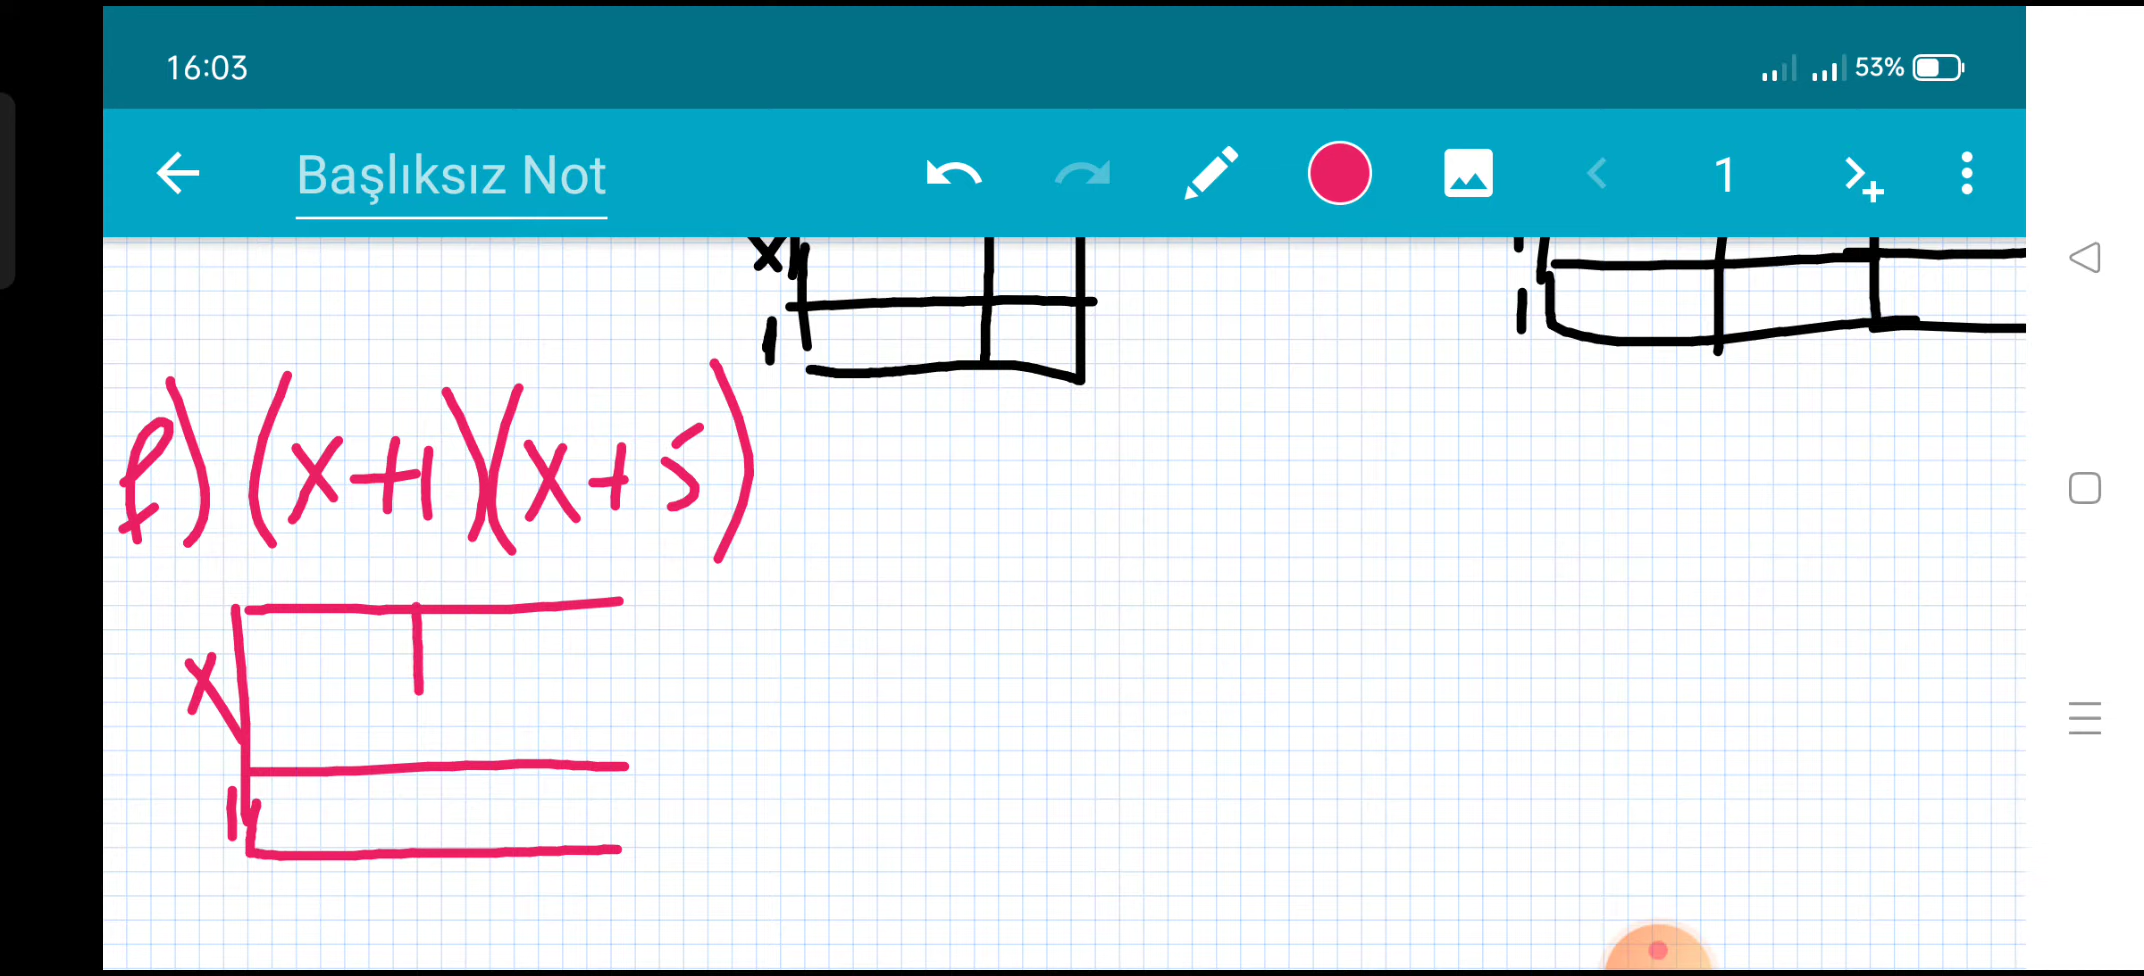 16:03 53%
Başlıksız Not 1
x
1 1
f) (x+1)(x+5)
x
1